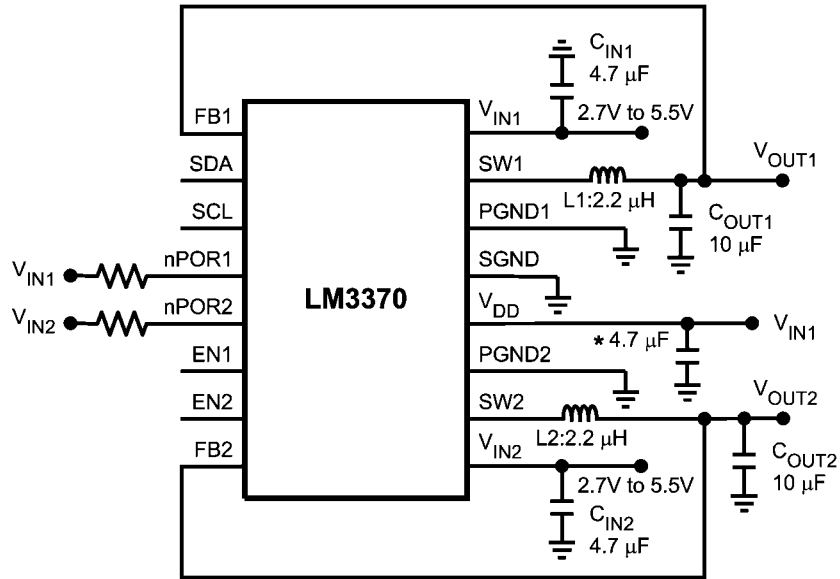 FB1
SDA
SCL
nPOR1
nPOR2
EN1
EN2
FB2
V_IN1
V_IN2
LM3370
V_IN1
SW1
PGND1
SGND
V_DD
PGND2
SW2
V_IN2
C_IN1
4.7 µF
2.7V to 5.5V
V_OUT1
L1:2.2 µH
C_OUT1
10 µF
* 4.7 µF
V_IN1
V_OUT2
L2:2.2 µH
C_OUT2
10 µF
2.7V to 5.5V
C_IN2
4.7 µF